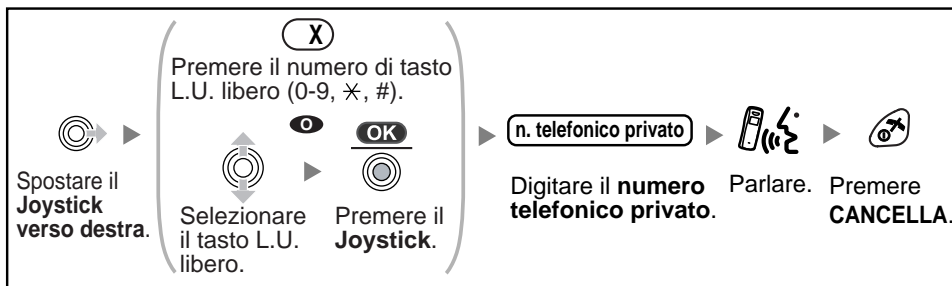 X
Premere il numero di tasto
L.U. libero (0-9, ✳, #).
O
OK
n. telefonico privato
Spostare il
Joystick
verso destra.
Selezionare
il tasto L.U.
libero.
Premere il
Joystick.
Digitare il numero
telefonico privato.
Parlare.
Premere
CANCELLA.